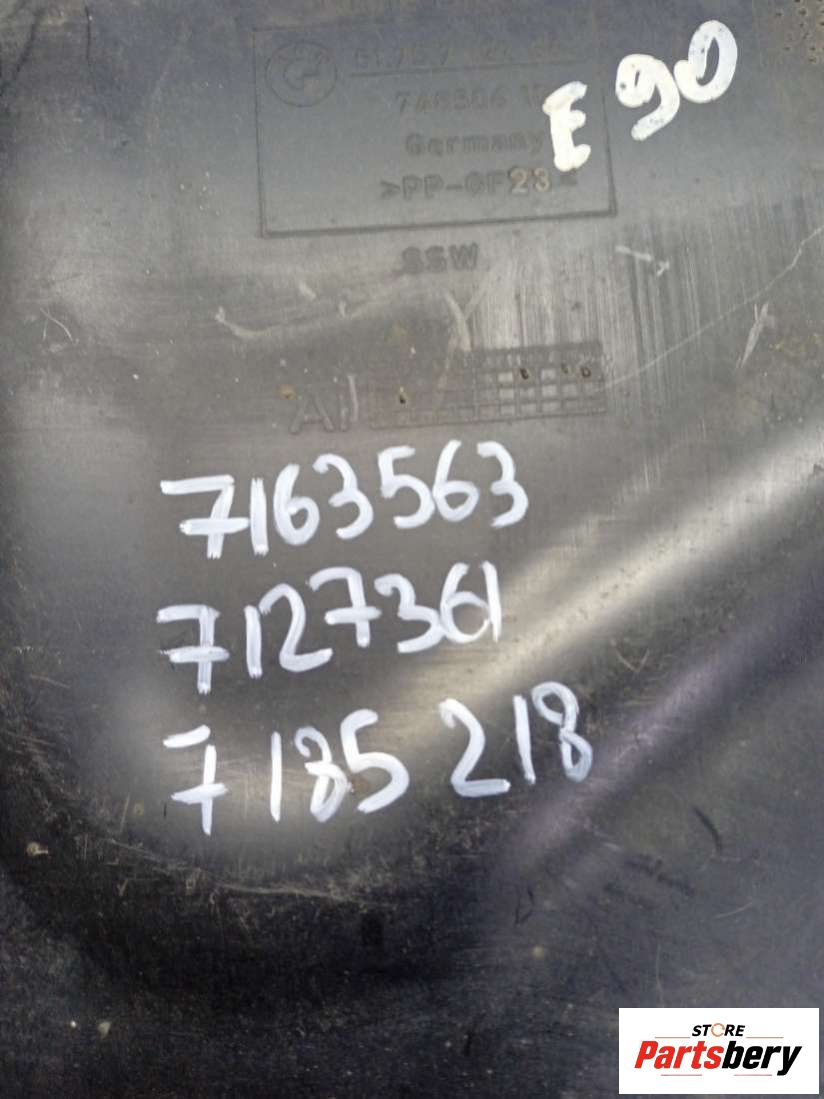 E 90
Germany
>PP-GF23<
SSW
7163563
7127361
7185218
STORE
Partsbery